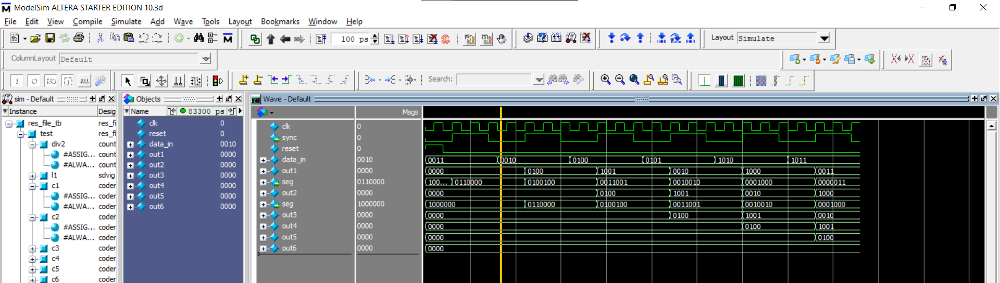 ModelSim ALTERA STARTER EDITION 10.3d
File Edit View Compile Simulate Add Wave Tools Layout Bookmarks Window Help
100 ps Layout Simulate
ColumnLayout Default
ALL Search:
sim - Default
Instance Desig
res_file_tb res_fi
test res_fi
div2 count
#ASSIG... count
#ALWA... count
l1 sdvig
c1 coder
#ASSIG... coder
#ALWA... coder
c2 coder
#ASSIG... coder
#ALWA... coder
c3 coder
c4 coder
c5 coder
c6 coder
Objects
Name 83300 ps
clk 0
reset 0
data_in 0010
out1 0000
out2 0000
out3 0000
out4 0000
out5 0000
out6 0000
Wave - Default
Msgs
clk 0
sync 0
reset 0
data_in 0010 0011 0010 0100 0101 1010 1011
out1 0000 0000 0100 1001 0010 1000 0011
seg 0110000 100... 0110000 0100100 0011001 0010010 0001000 0000011
out2 0000 0000 0100 1001 0010 1000
seg 1000000 1000000 0110000 0100100 0011001 0010010 0001000
out3 0000 0000 0100 1001 0010
out4 0000 0000 0100 1001
out5 0000 0000 0100
out6 0000 0000